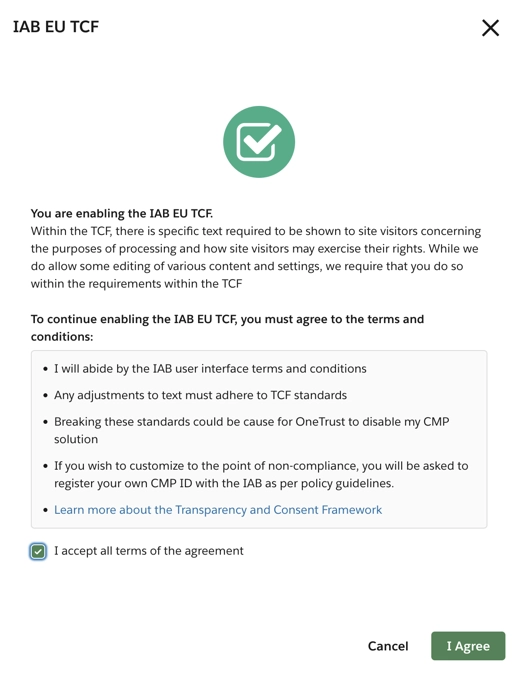 IAB EU TCF
You are enabling the IAB EU TCF.
Within the TCF, there is specific text required to be shown to site visitors concerning
the purposes of processing and how site visitors may exercise their rights. While we
do allow some editing of various content and settings, we require that you do so
within the requirements within the TCF
To continue enabling the IAB EU TCF, you must agree to the terms and
conditions:
• I will abide by the IAB user interface terms and conditions
• Any adjustments to text must adhere to TCF standards
• Breaking these standards could be cause for OneTrust to disable my CMP
solution
• If you wish to customize to the point of non-compliance, you will be asked to
register your own CMP ID with the IAB as per policy guidelines.
• Learn more about the Transparency and Consent Framework
I accept all terms of the agreement
Cancel
I Agree